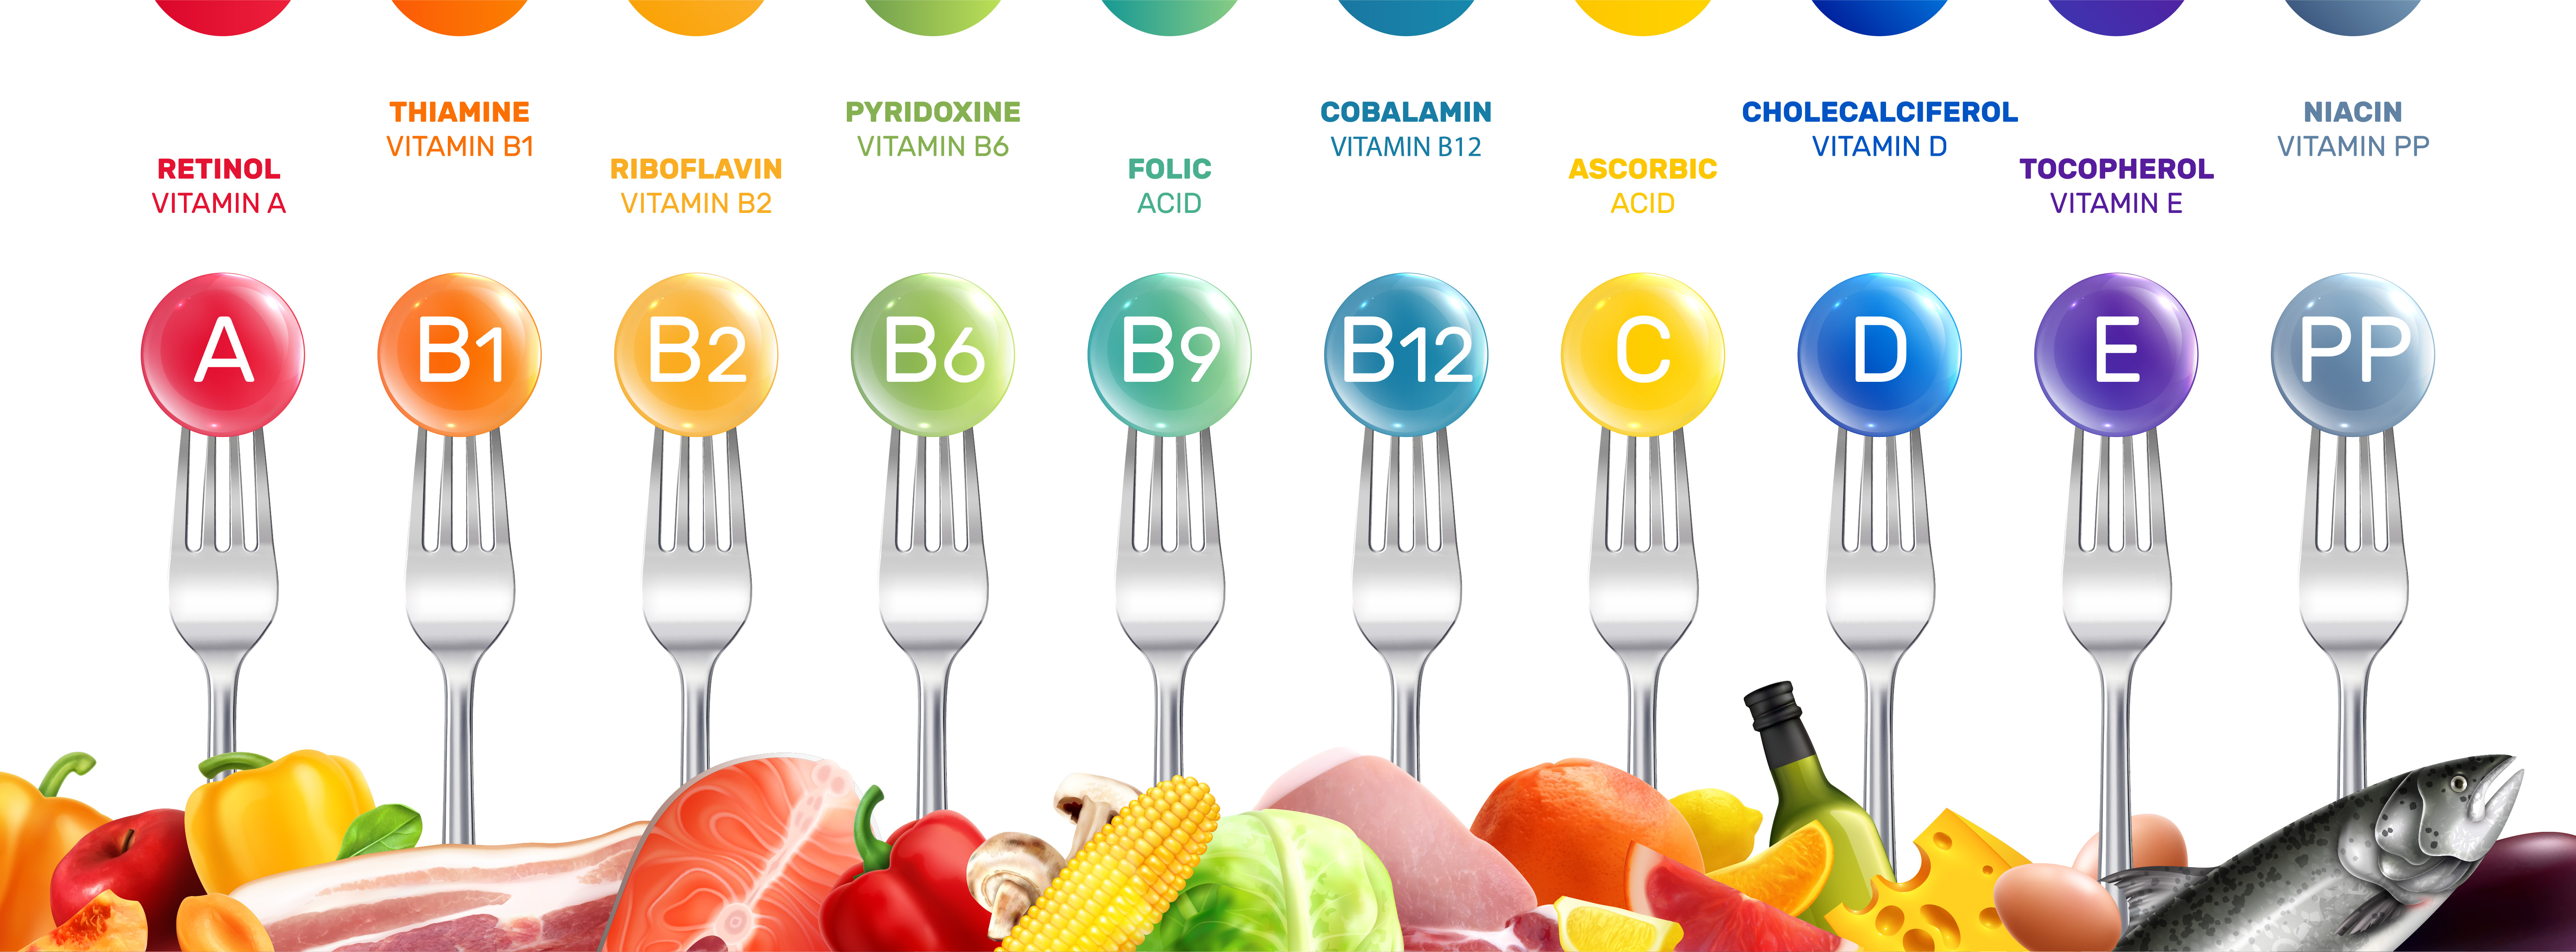 RETINOL
VITAMIN A
THIAMINE
VITAMIN B1
RIBOFLAVIN
VITAMIN B2
PYRIDOXINE
VITAMIN B6
FOLIC
ACID
COBALAMIN
VITAMIN B12
ASCORBIC
ACID
CHOLECALCIFEROL
VITAMIN D
TOCOPHEROL
VITAMIN E
NIACIN
VITAMIN PP
A
B1
B2
B6
B9
B12
C
D
E
PP